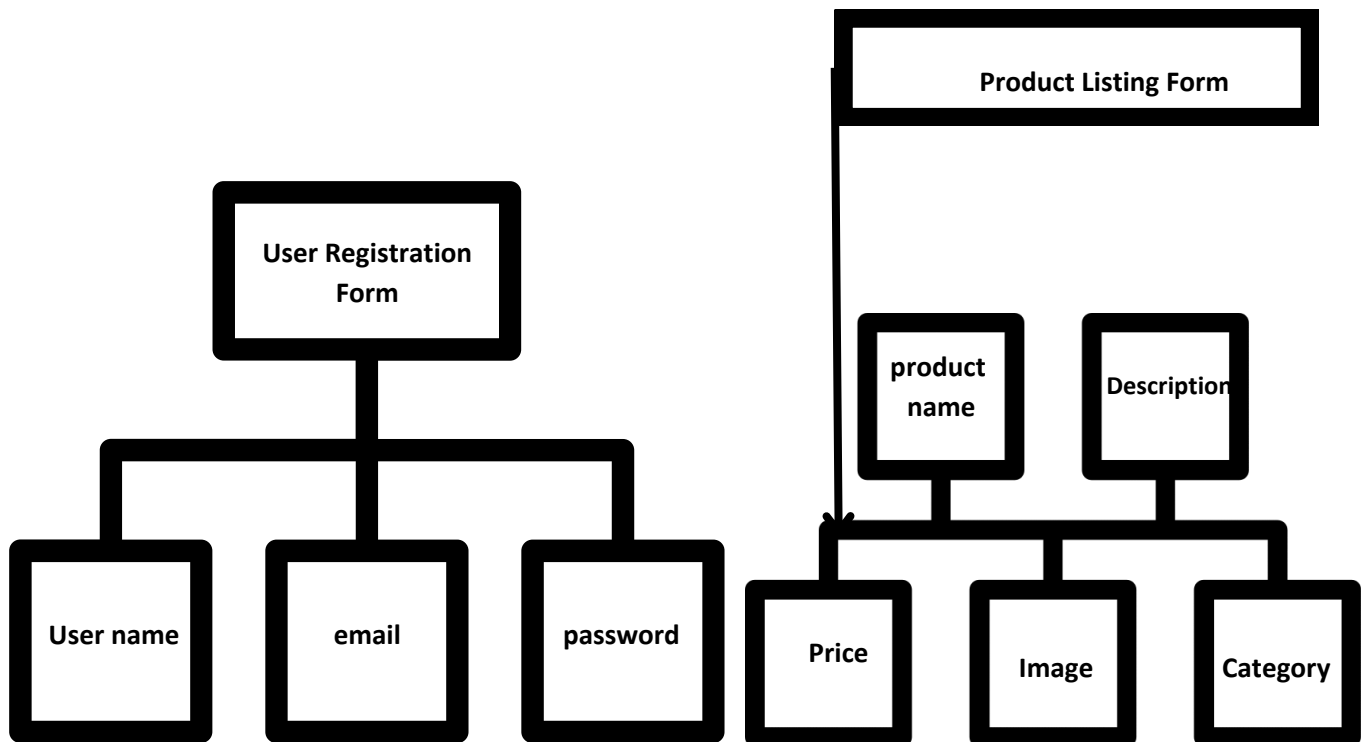 Product Listing Form
User Registration
Form
product
name
Description
User name
email
password
Price
Image
Category